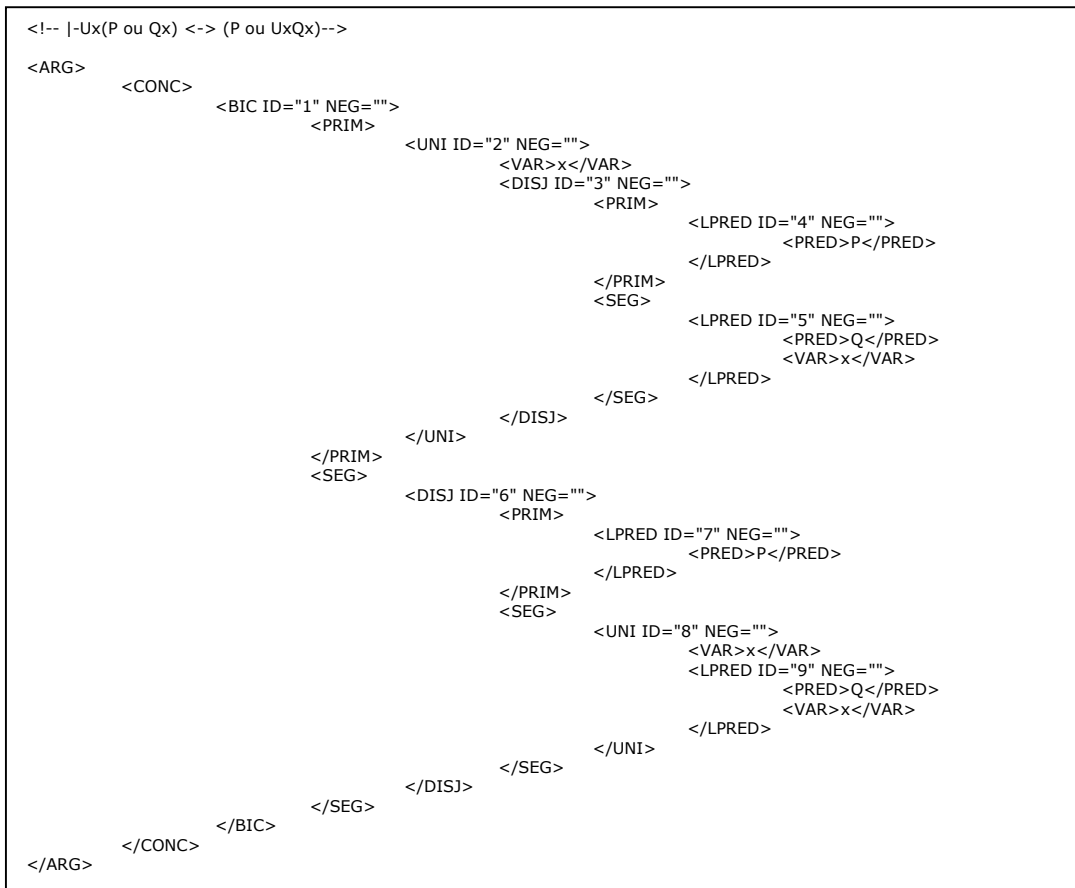 <!-- |-Ux(P ou Qx) <-> (P ou UxQx)-->
<ARG>
<CONC>
<BIC ID="1" NEG="">
<PRIM>
<UNI ID="2" NEG="">
<VAR>x</VAR>
<DISJ ID="3" NEG="">
<PRIM>
<LPRED ID="4" NEG="">
<PRED>P</PRED>
</LPRED>
</PRIM>
<SEG>
<LPRED ID="5" NEG="">
<PRED>Q</PRED>
<VAR>x</VAR>
</LPRED>
</SEG>
</DISJ>
</UNI>
</PRIM>
<SEG>
<DISJ ID="6" NEG="">
<PRIM>
<LPRED ID="7" NEG="">
<PRED>P</PRED>
</LPRED>
</PRIM>
<SEG>
<UNI ID="8" NEG="">
<VAR>x</VAR>
<LPRED ID="9" NEG="">
<PRED>Q</PRED>
<VAR>x</VAR>
</LPRED>
</UNI>
</SEG>
</DISJ>
</SEG>
</BIC>
</CONC>
</ARG>